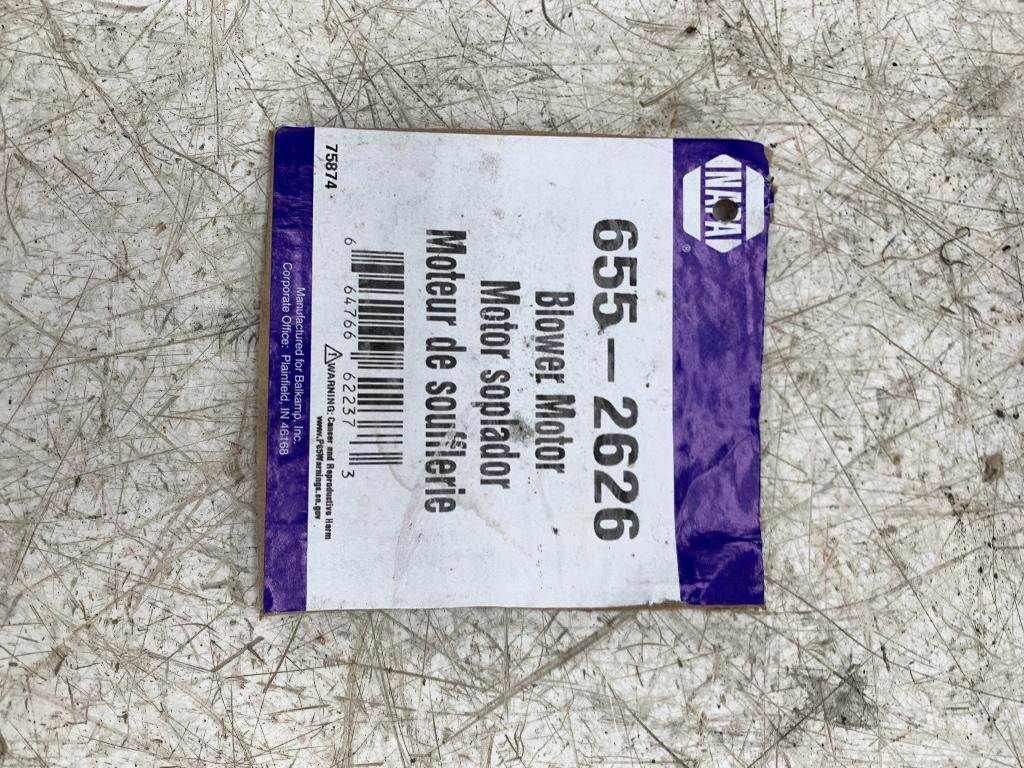 NAPA
®
655-2626
Blower Motor
Motor soplador
Moteur de soufflerie
6 64766 62237 3
75874
⚠WARNING: Cancer and Reproductive Harm
www.P65Warnings.ca.gov
Manufactured for Balkamp, Inc.
Corporate Office: Plainfield, IN 46168